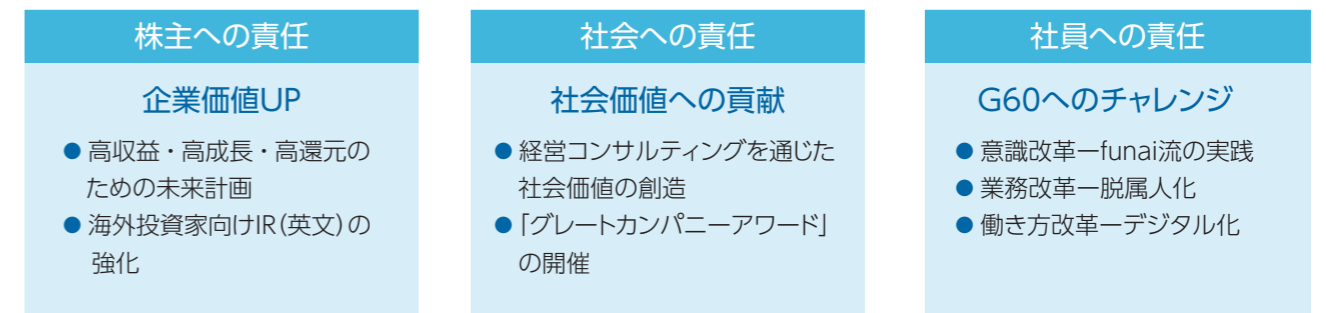 株主への責任
企業価値UP
●高収益・高成長・高還元の
ための未来計画
●海外投資家向けIR(英文)の
強化
社会への責任
社会価値への貢献
●経営コンサルティングを通じた
社会価値の創造
●「グレートカンパニーアワード」
の開催
社員への責任
G60へのチャレンジ
●意識改革ーfunai流の実践
●業務改革ー脱属人化
●働き方改革ーデジタル化